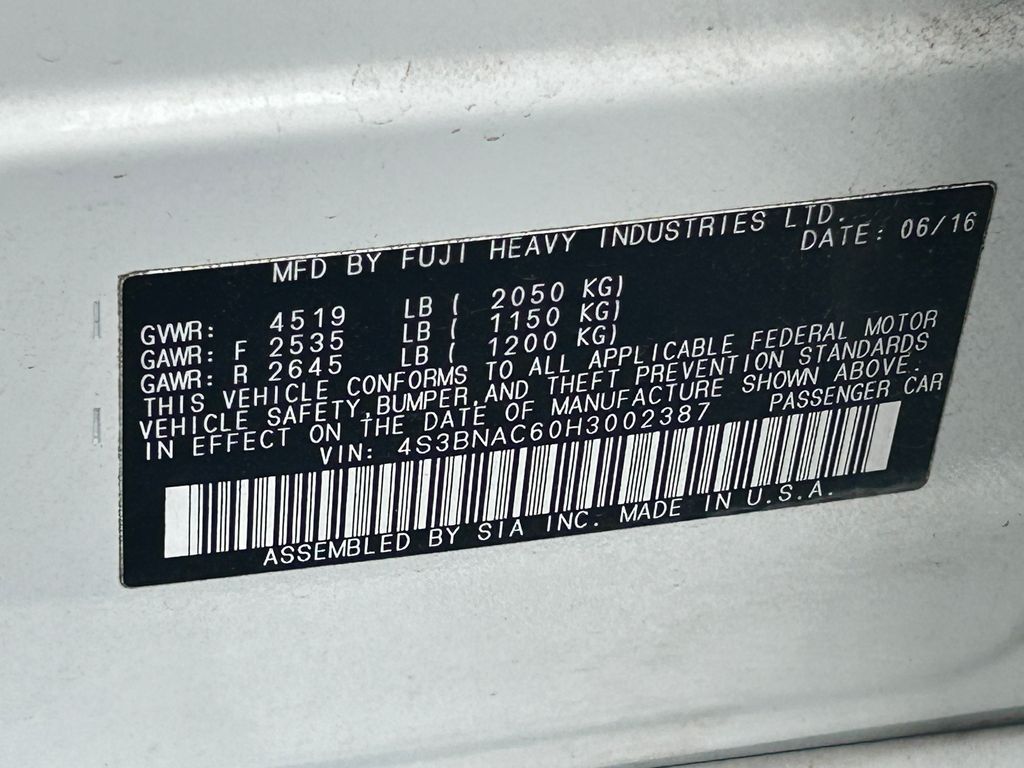 MFD BY FUJI HEAVY INDUSTRIES LTD.
DATE: 06/16
GVWR: 4519 LB ( 2050 KG)
GAWR: F 2535 LB ( 1150 KG)
GAWR: R 2645 LB ( 1200 KG)
THIS VEHICLE CONFORMS TO ALL APPLICABLE FEDERAL MOTOR
VEHICLE SAFETY,BUMPER,AND THEFT PREVENTION STANDARDS
IN EFFECT ON THE DATE OF MANUFACTURE SHOWN ABOVE.
VIN: 4S3BNAC60H3002387 PASSENGER CAR
ASSEMBLED BY SIA INC. MADE IN U.S.A.